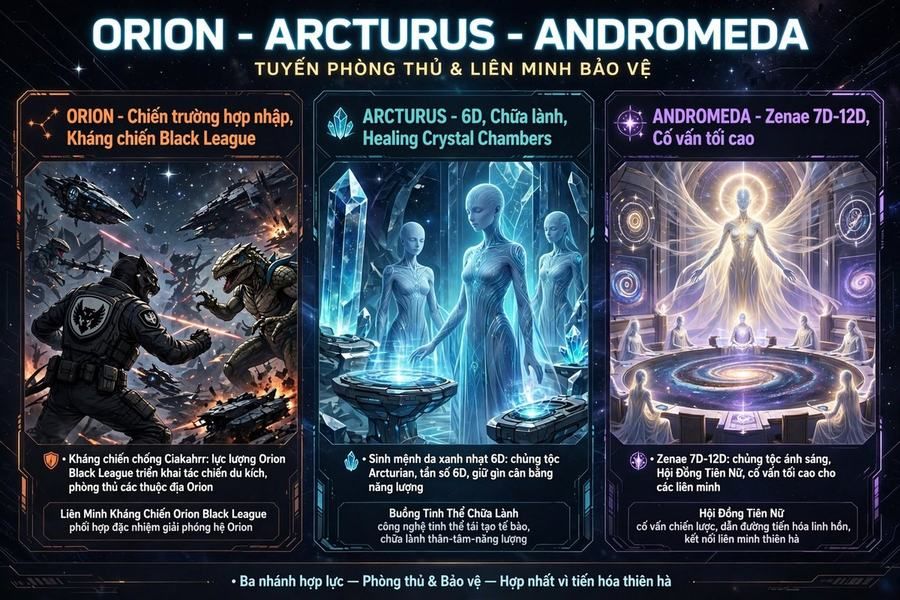 ORION - ARCTURUS - ANDROMEDA
TUYẾN PHÒNG THỦ & LIÊN MINH BẢO VỆ
ORION - Chiến trường hợp nhập,
Kháng chiến Black League
• Kháng chiến chống Ciakahrr: lực lượng Orion
Black League triển khai tác chiến du kích,
phòng thủ các thuộc địa Orion
Liên Minh Kháng Chiến Orion Black League
phối hợp đặc nhiệm giải phóng hệ Orion
ARCTURUS - 6D, Chữa lành,
Healing Crystal Chambers
• Sinh mệnh da xanh nhạt 6D: chủng tộc
Arcturian, tần số 6D, giữ gìn cân bằng
năng lượng
Buồng Tinh Thể Chữa Lành
công nghệ tinh thể tái tạo tế bào,
chữa lành thân-tâm-năng lượng
ANDROMEDA - Zenae 7D-12D,
Cố vấn tối cao
• Zenae 7D-12D: chủng tộc ánh sáng,
Hội Đồng Tiên Nữ, cố vấn tối cao cho
các liên minh
Hội Đồng Tiên Nữ
cố vấn chiến lược, dẫn đường tiến hóa linh hồn,
kết nối liên minh thiên hà
• Ba nhánh hợp lực — Phòng thủ & Bảo vệ — Hợp nhất vì tiến hóa thiên hà